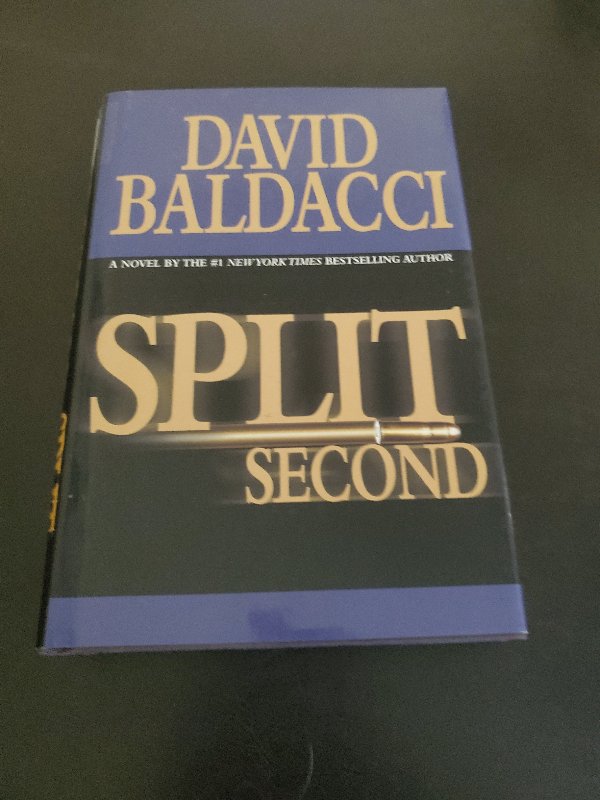 DAVID
BALDACCI
A NOVEL BY THE #1 NEW YORK TIMES BESTSELLING AUTHOR
SPLIT
SECOND